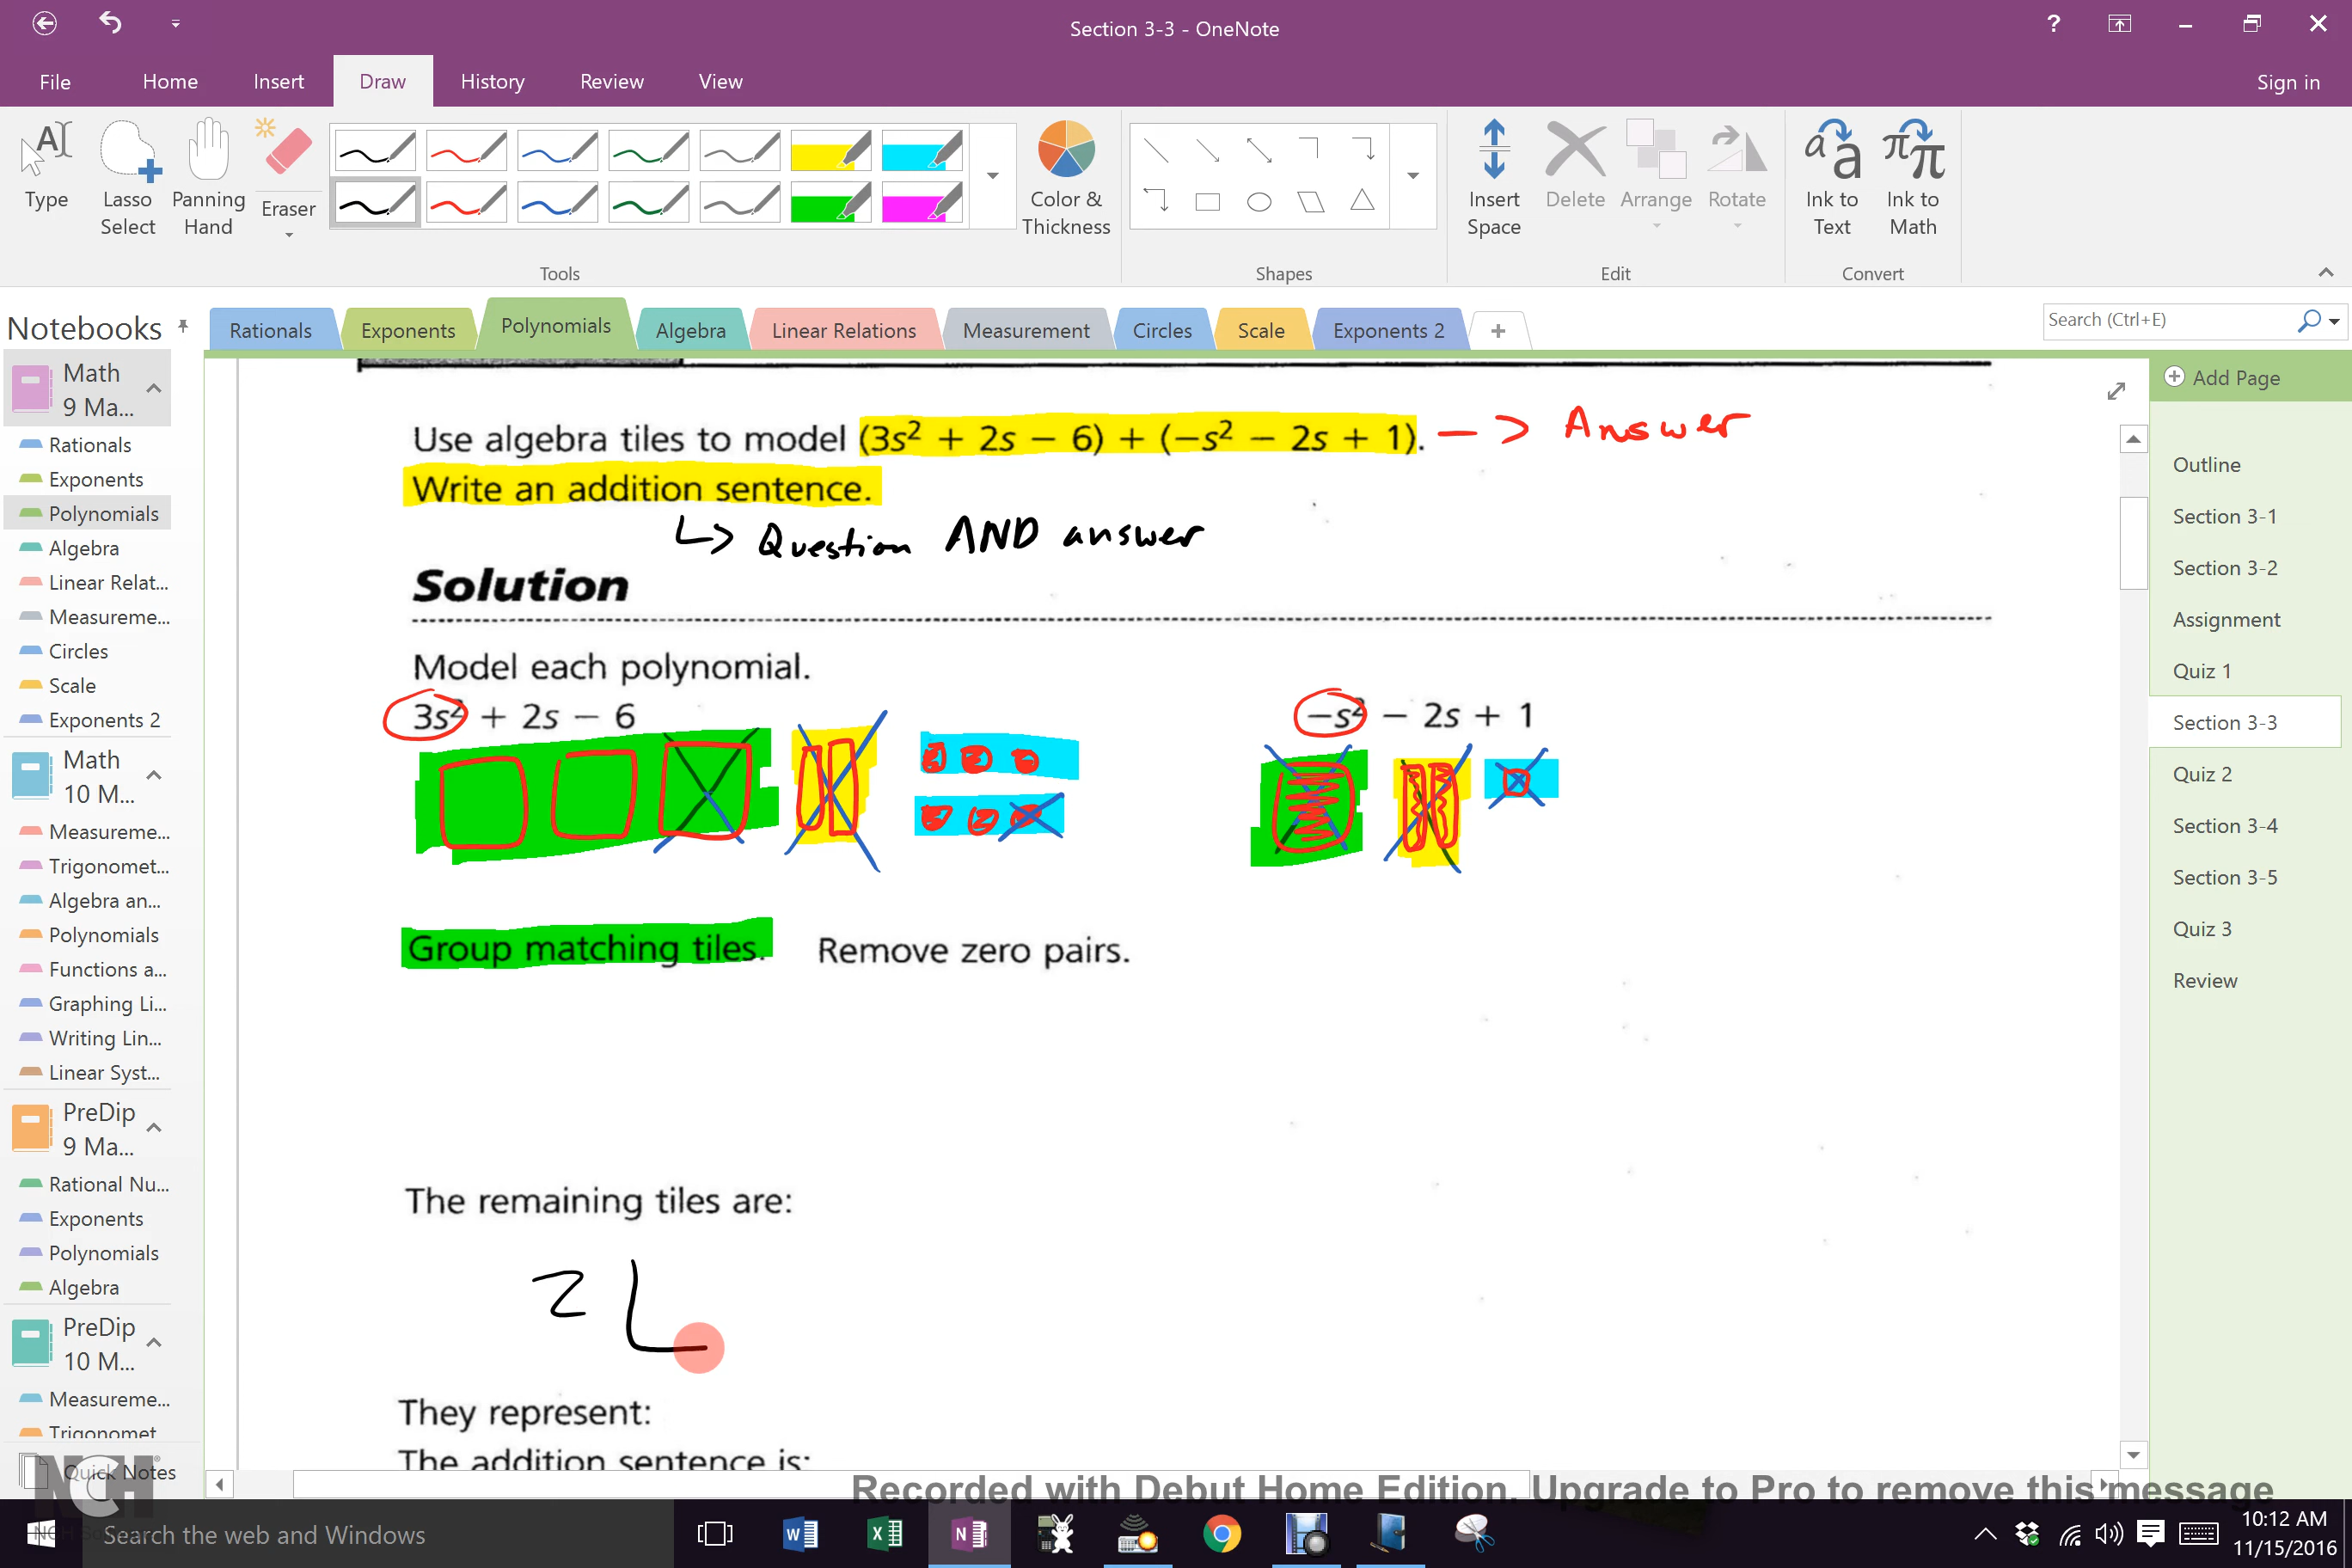 Section 3-3 - OneNote
?
File Home Insert Draw History Review View Sign in
Type
Lasso Select
Panning Hand
Eraser
Color & Thickness
Insert Space
Delete
Arrange
Rotate
Ink to Text
Ink to Math
Tools Shapes Edit Convert
Notebooks
Rationals Exponents Polynomials Algebra Linear Relations Measurement Circles Scale Exponents 2 +
Search (Ctrl+E)
Math 9 Ma...
Rationals
Exponents
Polynomials
Algebra
Linear Relat...
Measureme...
Circles
Scale
Exponents 2
Math 10 M...
Measureme...
Trigonomet...
Algebra an...
Polynomials
Functions a...
Graphing Li...
Writing Lin...
Linear Syst...
PreDip 9 Ma...
Rational Nu...
Exponents
Polynomials
Algebra
PreDip 10 M...
Measureme...
Trigonomet
Quick Notes
Use algebra tiles to model (3s² + 2s − 6) + (−s² − 2s + 1). —> Answer
Write an addition sentence.
↳> Question AND answer
Solution
Model each polynomial.
3s² + 2s − 6 −s² − 2s + 1
Group matching tiles. Remove zero pairs.
The remaining tiles are:
2
They represent:
The addition sentence is:
Add Page
Outline
Section 3-1
Section 3-2
Assignment
Quiz 1
Section 3-3
Quiz 2
Section 3-4
Section 3-5
Quiz 3
Review
NCH
Recorded with Debut Home Edition. Upgrade to Pro to remove this message
Search the web and Windows
10:12 AM
11/15/2016